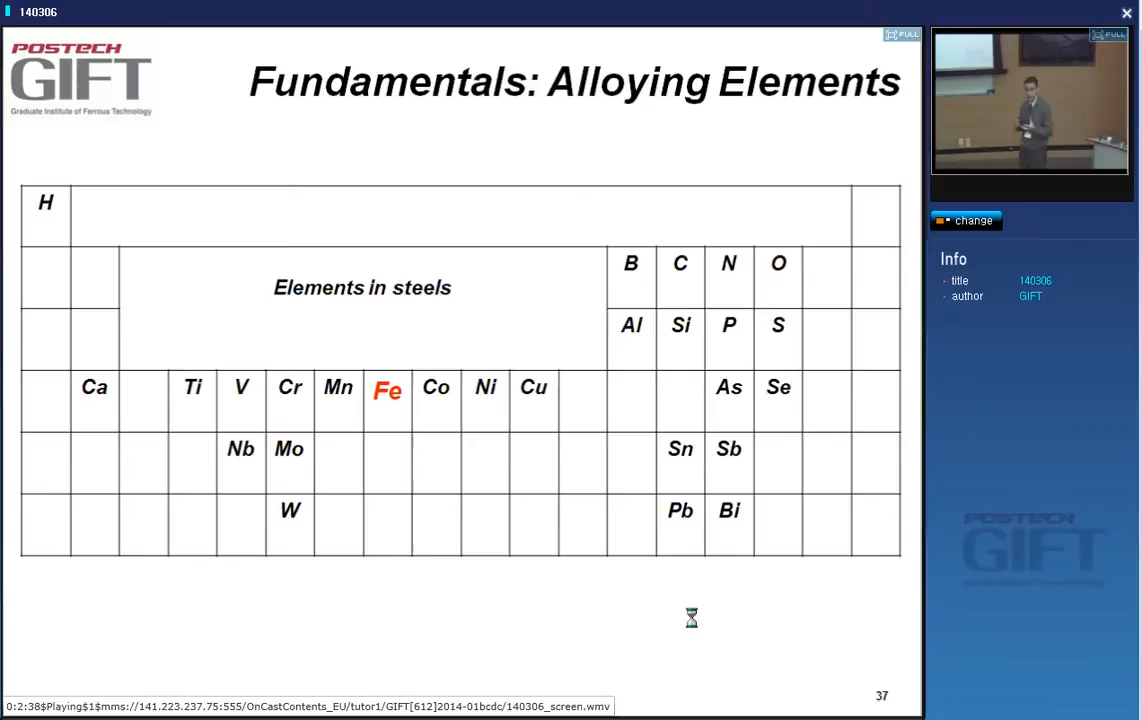 140306
POSTECH
GIFT
Graduate Institute of Ferrous Technology
Fundamentals: Alloying Elements
FULL
FULL
change
Info
title 140306
author GIFT
H
Elements in steels
B C N O
Al Si P S
Ca Ti V Cr Mn Fe Co Ni Cu As Se
Nb Mo Sn Sb
W Pb Bi
POSTECH
GIFT
37
0:2:38$Playing$1$mms://141.223.237.75:555/OnCastContents_EU/tutor1/GIFT[612]2014-01bcdc/140306_screen.wmv